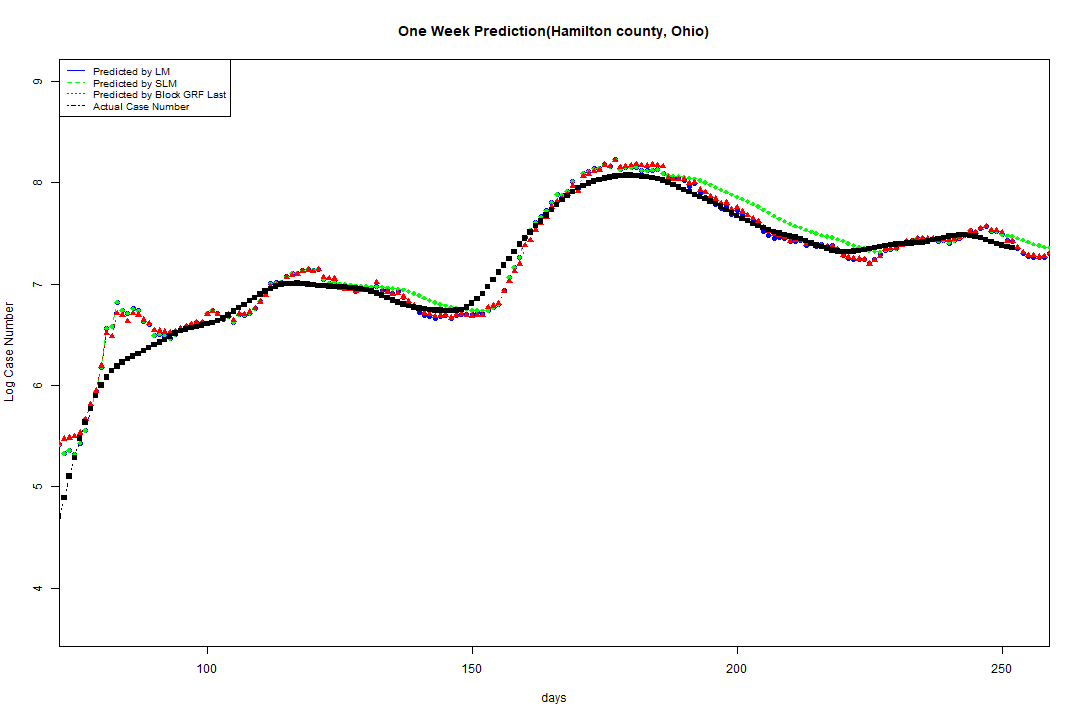 One Week Prediction(Hamilton county, Ohio)
Predicted by LM
Predicted by SLM
Predicted by Block GRF Last
Actual Case Number
9
8
7
6
5
4
Log Case Number
100 150 200 250
days